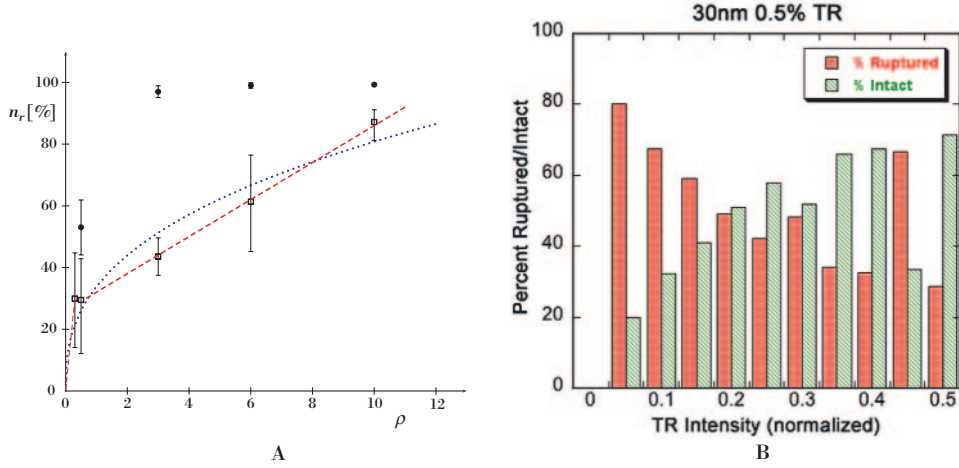 100
n_r[%]
80
60
40
20
0
0 2 4 6 8 10 12
ρ
A
30nm 0.5% TR
100
80
60
40
20
0
Percent Ruptured/Intact
% Ruptured
% Intact
0 0.1 0.2 0.3 0.4 0.5
TR Intensity (normalized)
B